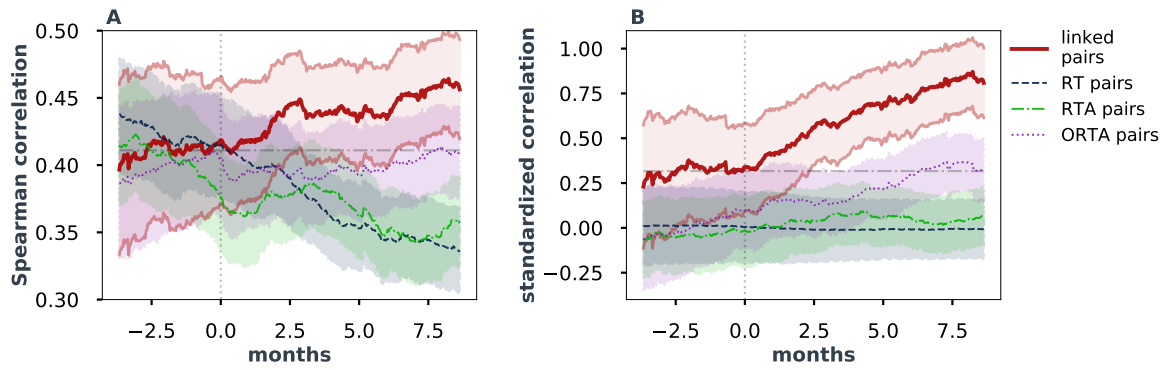 A
Spearman correlation
0.50
0.45
0.40
0.35
0.30
−2.5 0.0 2.5 5.0 7.5
months
B
standardized correlation
1.00
0.75
0.50
0.25
0.00
−0.25
−2.5 0.0 2.5 5.0 7.5
months
linked
pairs
RT pairs
RTA pairs
ORTA pairs